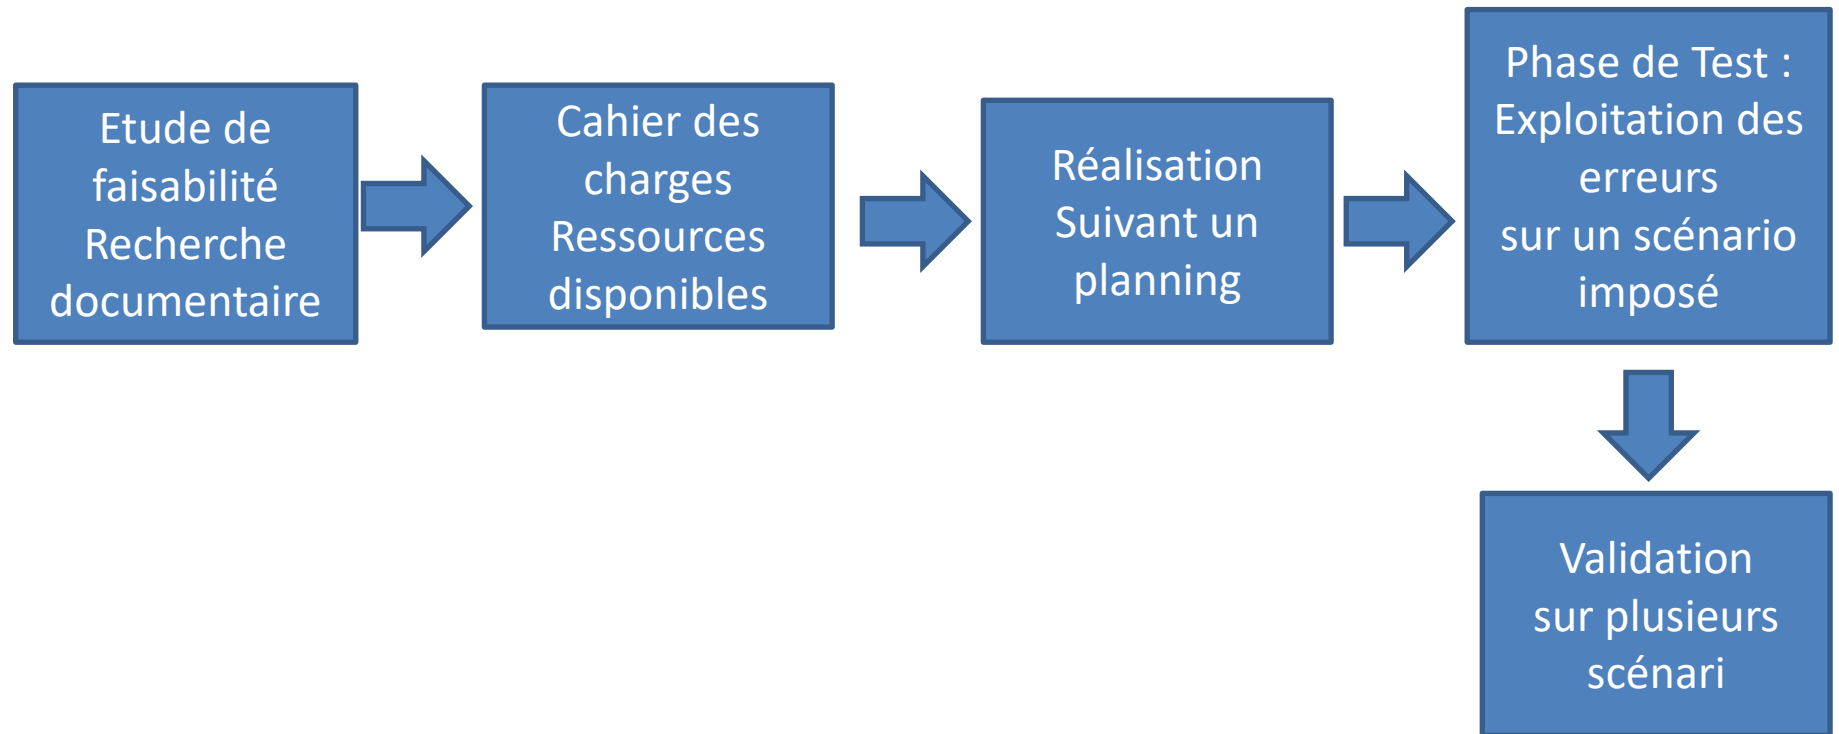 Etude de
faisabilité
Recherche
documentaire
Cahier des
charges
Ressources
disponibles
Réalisation
Suivant un
planning
Phase de Test :
Exploitation des
erreurs
sur un scénario
imposé
Validation
sur plusieurs
scénari